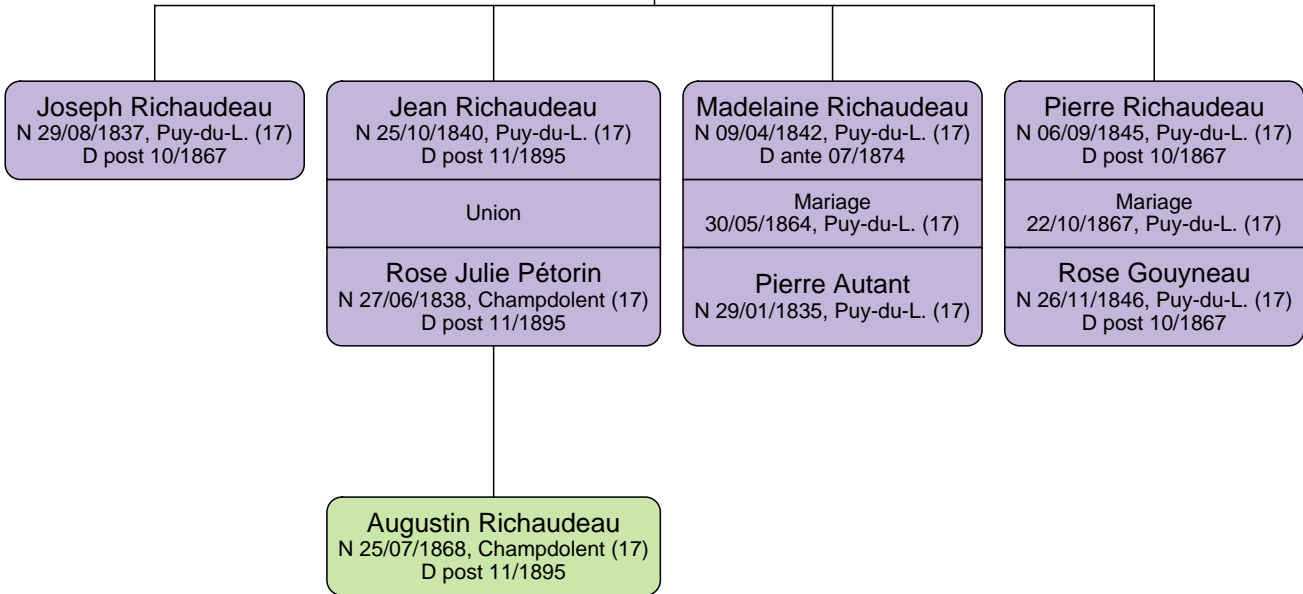 Joseph Richaudeau
N 29/08/1837, Puy-du-L. (17)
D post 10/1867
Jean Richaudeau
N 25/10/1840, Puy-du-L. (17)
D post 11/1895
Union
Rose Julie Pétorin
N 27/06/1838, Champdolent (17)
D post 11/1895
Madelaine Richaudeau
N 09/04/1842, Puy-du-L. (17)
D ante 07/1874
Mariage
30/05/1864, Puy-du-L. (17)
Pierre Autant
N 29/01/1835, Puy-du-L. (17)
Pierre Richaudeau
N 06/09/1845, Puy-du-L. (17)
D post 10/1867
Mariage
22/10/1867, Puy-du-L. (17)
Rose Gouyneau
N 26/11/1846, Puy-du-L. (17)
D post 10/1867
Augustin Richaudeau
N 25/07/1868, Champdolent (17)
D post 11/1895